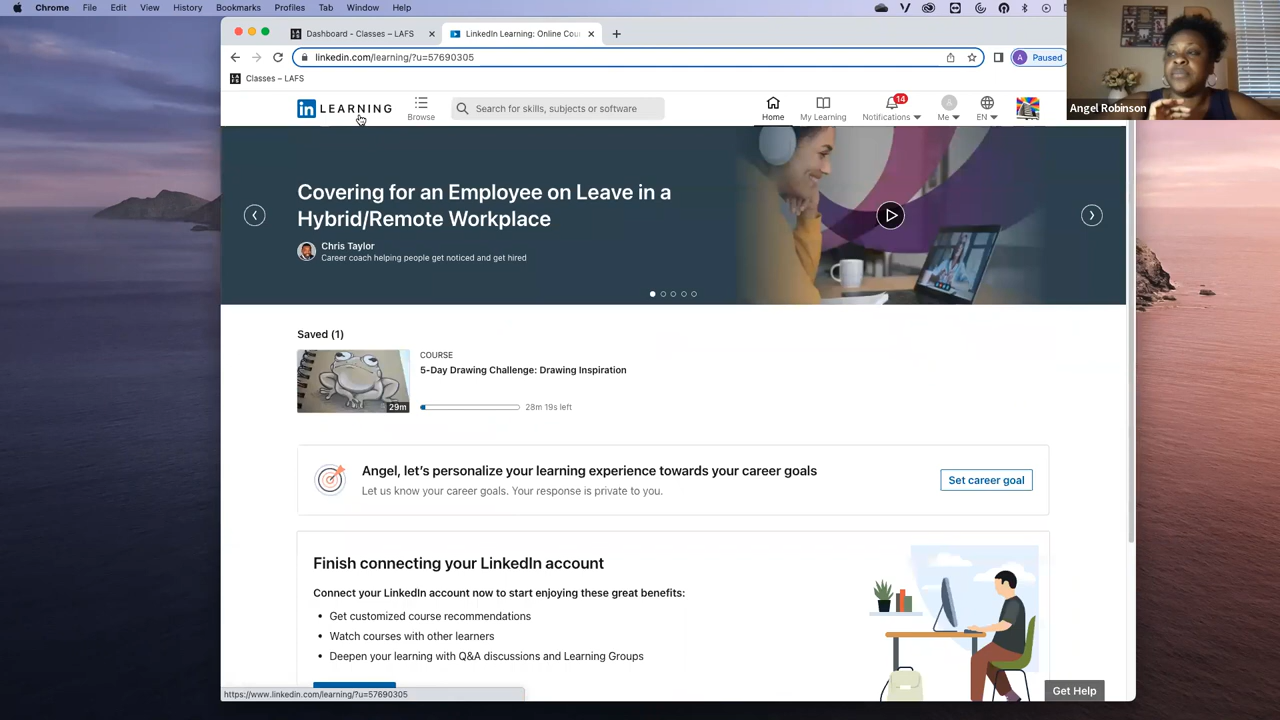 Chrome File Edit View History Bookmarks Profiles Tab Window Help
Dashboard - Classes – LAFS
LinkedIn Learning: Online Cou
linkedin.com/learning/?u=57690305
A Paused
Classes – LAFS
Angel Robinson
in LEARNING
Browse
Search for skills, subjects or software
Home
My Learning
14
Notifications
A
Me
EN
Covering for an Employee on Leave in a
Hybrid/Remote Workplace
Chris Taylor
Career coach helping people get noticed and get hired
Saved (1)
29m
COURSE
5-Day Drawing Challenge: Drawing Inspiration
28m 19s left
Angel, let's personalize your learning experience towards your career goals
Let us know your career goals. Your response is private to you.
Set career goal
Finish connecting your LinkedIn account
Connect your LinkedIn account now to start enjoying these great benefits:
• Get customized course recommendations
• Watch courses with other learners
• Deepen your learning with Q&A discussions and Learning Groups
https://www.linkedin.com/learning/?u=57690305
Get Help